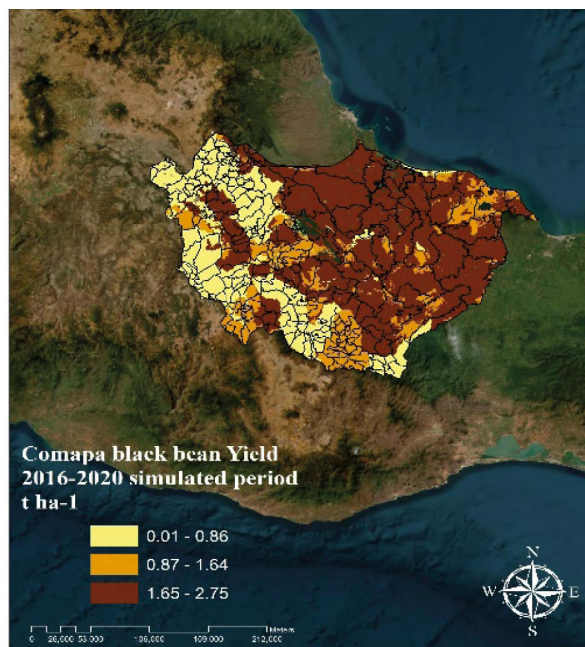 Comapa black bean Yield
2016-2020 simulated period
t ha-1
0.01 - 0.86
0.87 - 1.64
1.65 - 2.75
N
W E
S
Meters
0 26,500 53,000 106,000 159,000 212,000